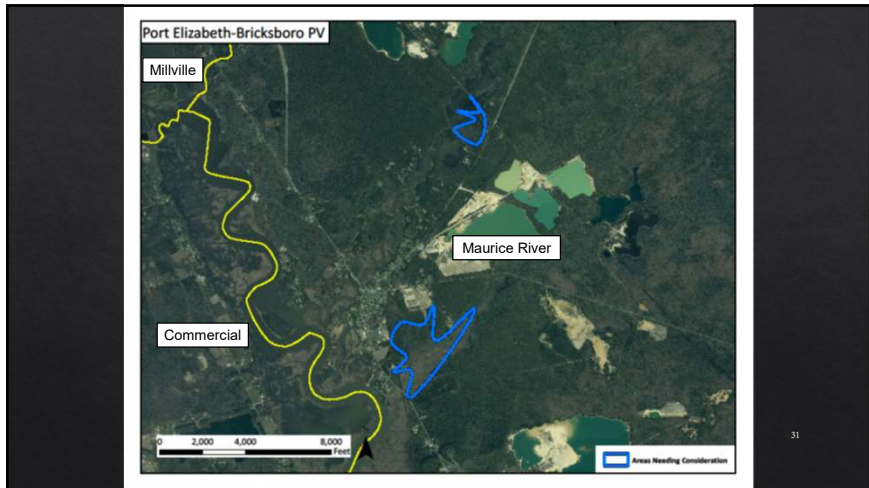 Port Elizabeth-Bricksboro PV
Millville
Maurice River
Commercial
0 2,000 4,000 8,000
Feet
Areas Needing Consideration
31